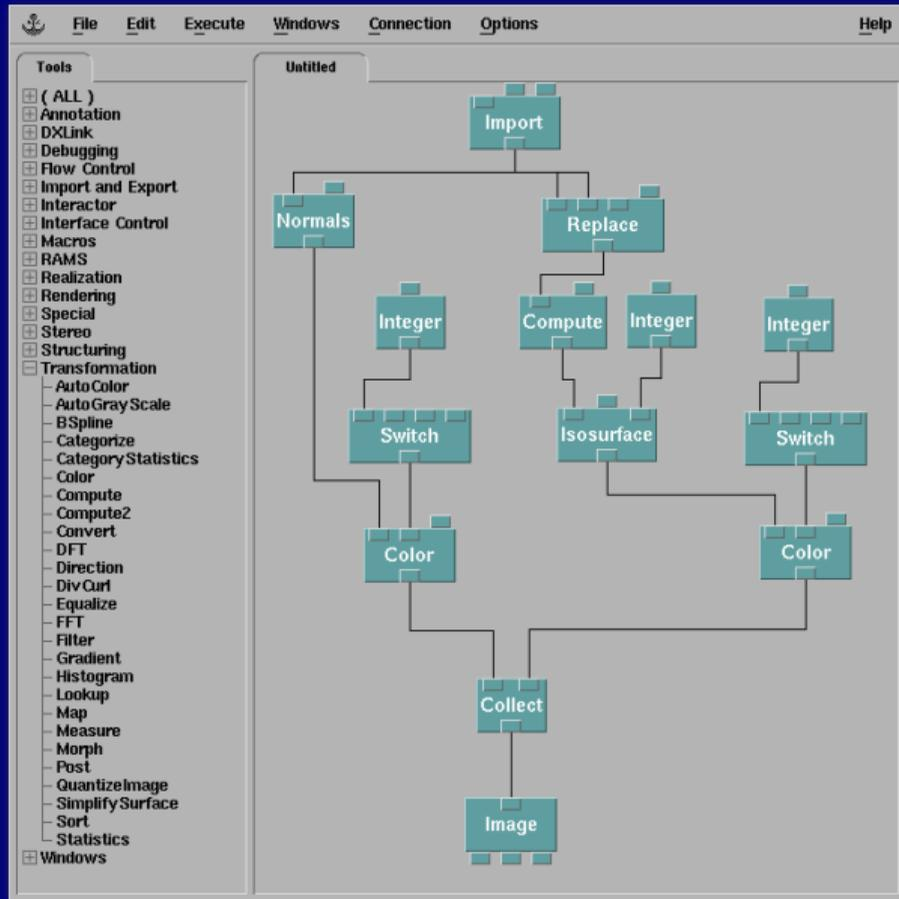 File Edit Execute Windows Connection Options Help
Tools
( ALL )
Annotation
DXLink
Debugging
Flow Control
Import and Export
Interactor
Interface Control
Macros
RAMS
Realization
Rendering
Special
Stereo
Structuring
Transformation
AutoColor
AutoGrayScale
BSpline
Categorize
CategoryStatistics
Color
Compute
Compute2
Convert
DFT
Direction
DivCurl
Equalize
FFT
Filter
Gradient
Histogram
Lookup
Map
Measure
Morph
Post
QuantizeImage
SimplifySurface
Sort
Statistics
Windows
Untitled
Import
Normals Replace
Integer Compute Integer Integer
Switch Isosurface Switch
Color Color
Collect
Image